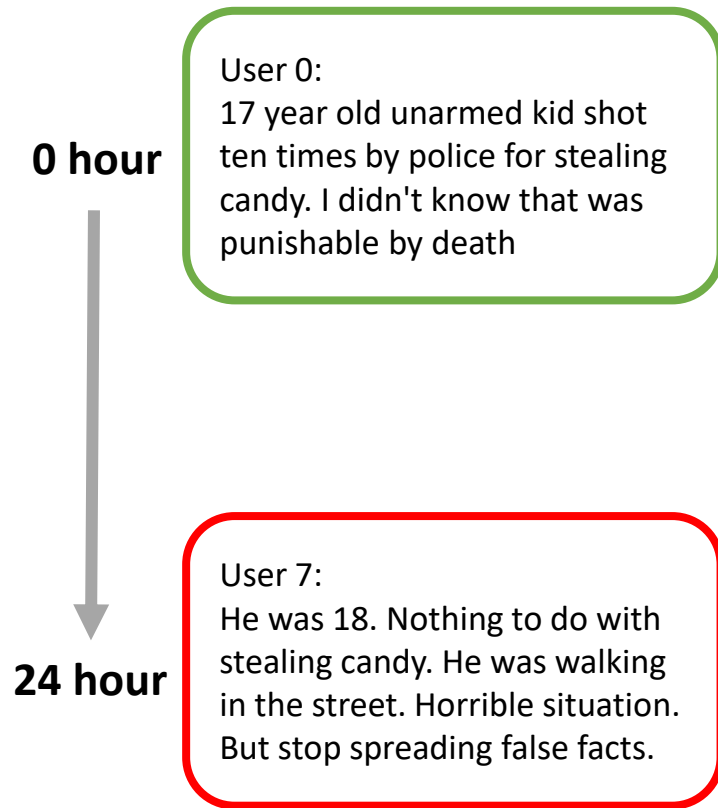 0 hour
User 0:
17 year old unarmed kid shot
ten times by police for stealing
candy. I didn't know that was
punishable by death
24 hour
User 7:
He was 18. Nothing to do with
stealing candy. He was walking
in the street. Horrible situation.
But stop spreading false facts.